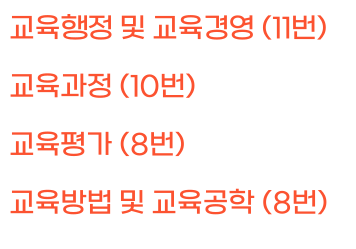 교육행정 및 교육경영 (11번)
교육과정 (10번)
교육평가 (8번)
교육방법 및 교육공학 (8번)